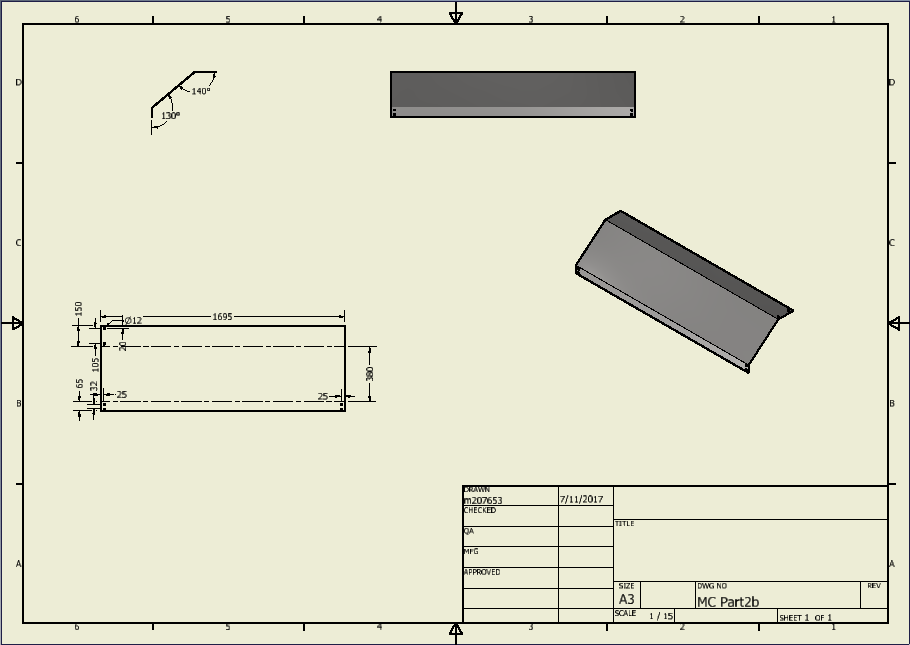 6 5 4 3 2 1
D D
140°
130°
C C
150
Ø12
1695
20
105
380
65
32
25
25
B B
DRAWN
m207653 7/11/2017
CHECKED
TITLE
QA
MFG
A A
APPROVED
SIZE DWG NO REV
A3 MC Part2b
SCALE 1 / 15 SHEET 1 OF 1
6 5 4 3 2 1